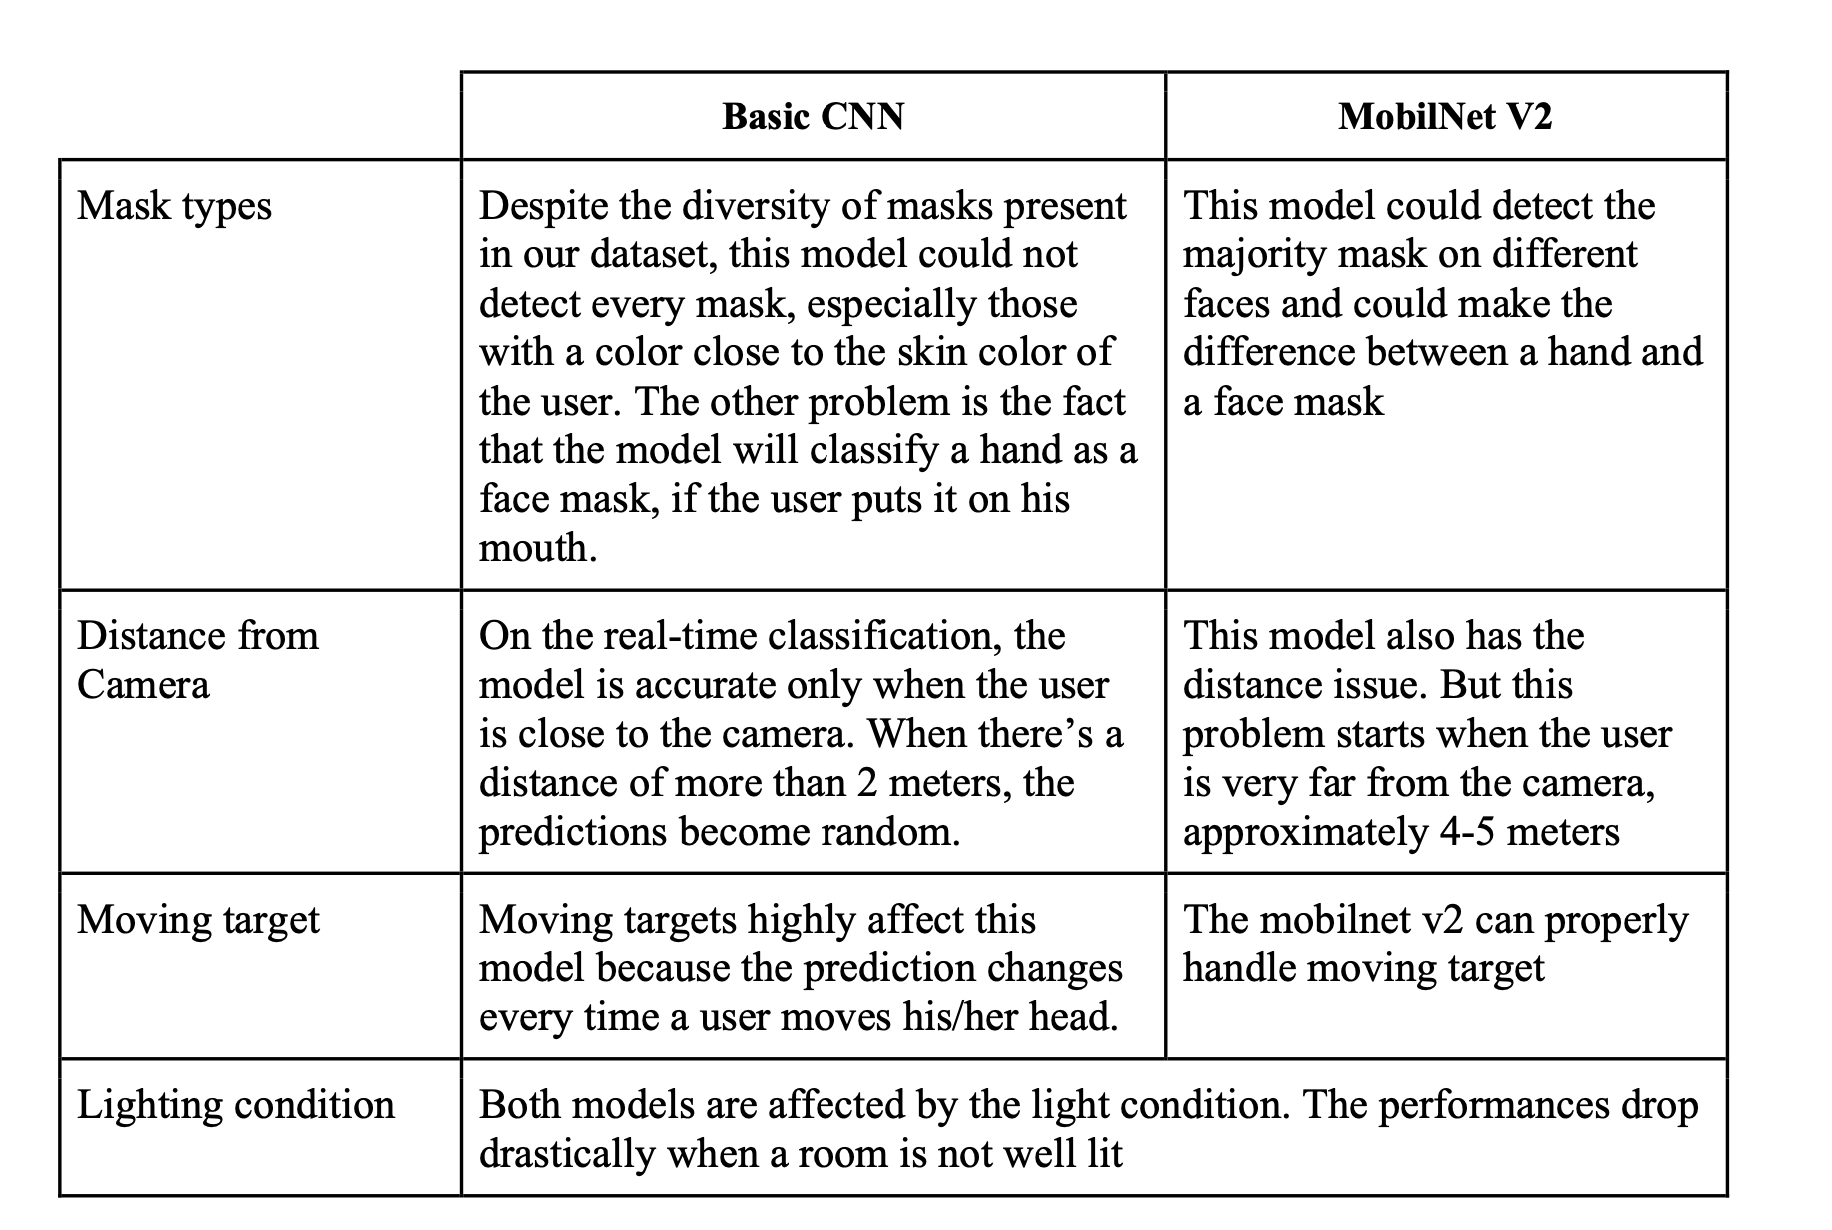 Basic CNN
MobilNet V2
Mask types
Despite the diversity of masks present
in our dataset, this model could not
detect every mask, especially those
with a color close to the skin color of
the user. The other problem is the fact
that the model will classify a hand as a
face mask, if the user puts it on his
mouth.
This model could detect the
majority mask on different
faces and could make the
difference between a hand and
a face mask
Distance from
Camera
On the real-time classification, the
model is accurate only when the user
is close to the camera. When there’s a
distance of more than 2 meters, the
predictions become random.
This model also has the
distance issue. But this
problem starts when the user
is very far from the camera,
approximately 4-5 meters
Moving target
Moving targets highly affect this
model because the prediction changes
every time a user moves his/her head.
The mobilnet v2 can properly
handle moving target
Lighting condition
Both models are affected by the light condition. The performances drop
drastically when a room is not well lit